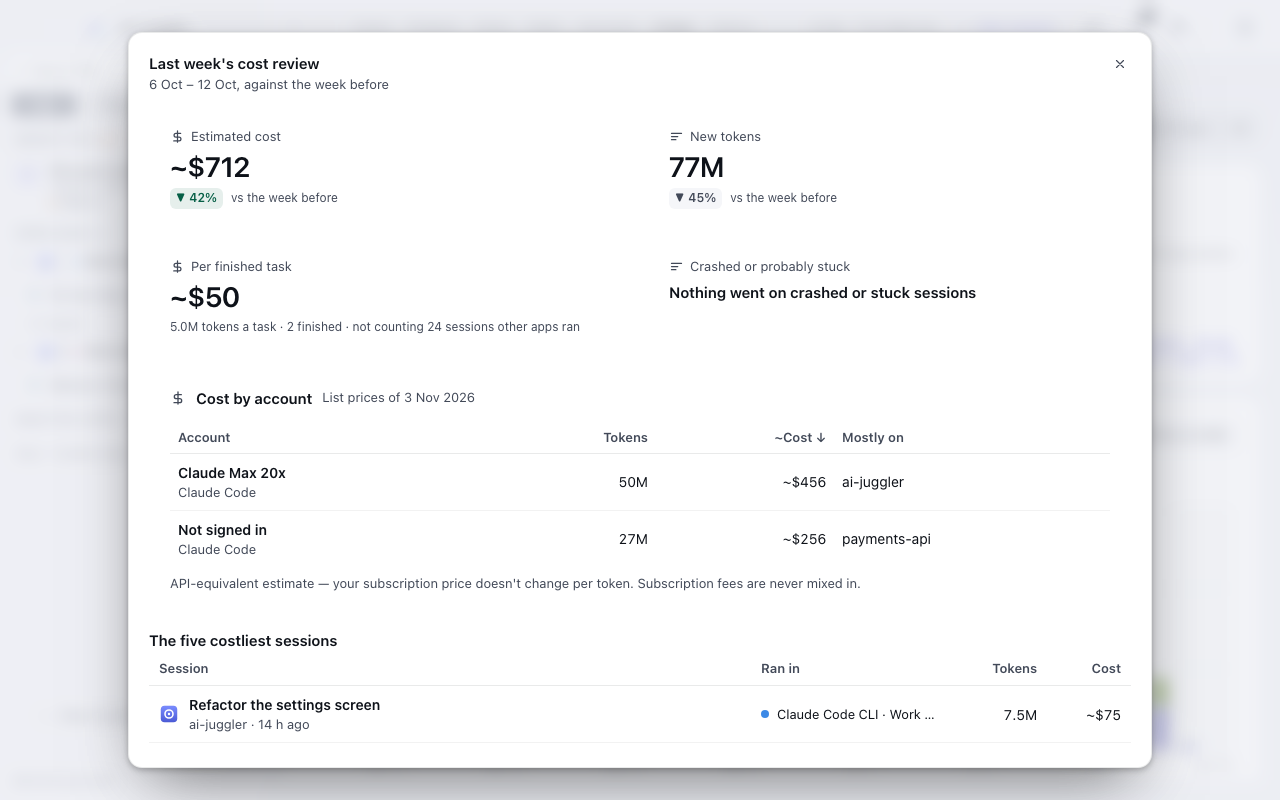 Last week's cost review
6 Oct – 12 Oct, against the week before
Estimated cost
~$712
▼ 42% vs the week before
New tokens
77M
▼ 45% vs the week before
Per finished task
~$50
5.0M tokens a task · 2 finished · not counting 24 sessions other apps ran
Crashed or probably stuck
Nothing went on crashed or stuck sessions
Cost by account List prices of 3 Nov 2026
Account Tokens ~Cost ↓ Mostly on
Claude Max 20x
Claude Code
50M ~$456 ai-juggler
Not signed in
Claude Code
27M ~$256 payments-api
API-equivalent estimate — your subscription price doesn't change per token. Subscription fees are never mixed in.
The five costliest sessions
Session Ran in Tokens Cost
Refactor the settings screen
ai-juggler · 14 h ago
Claude Code CLI · Work ... 7.5M ~$75